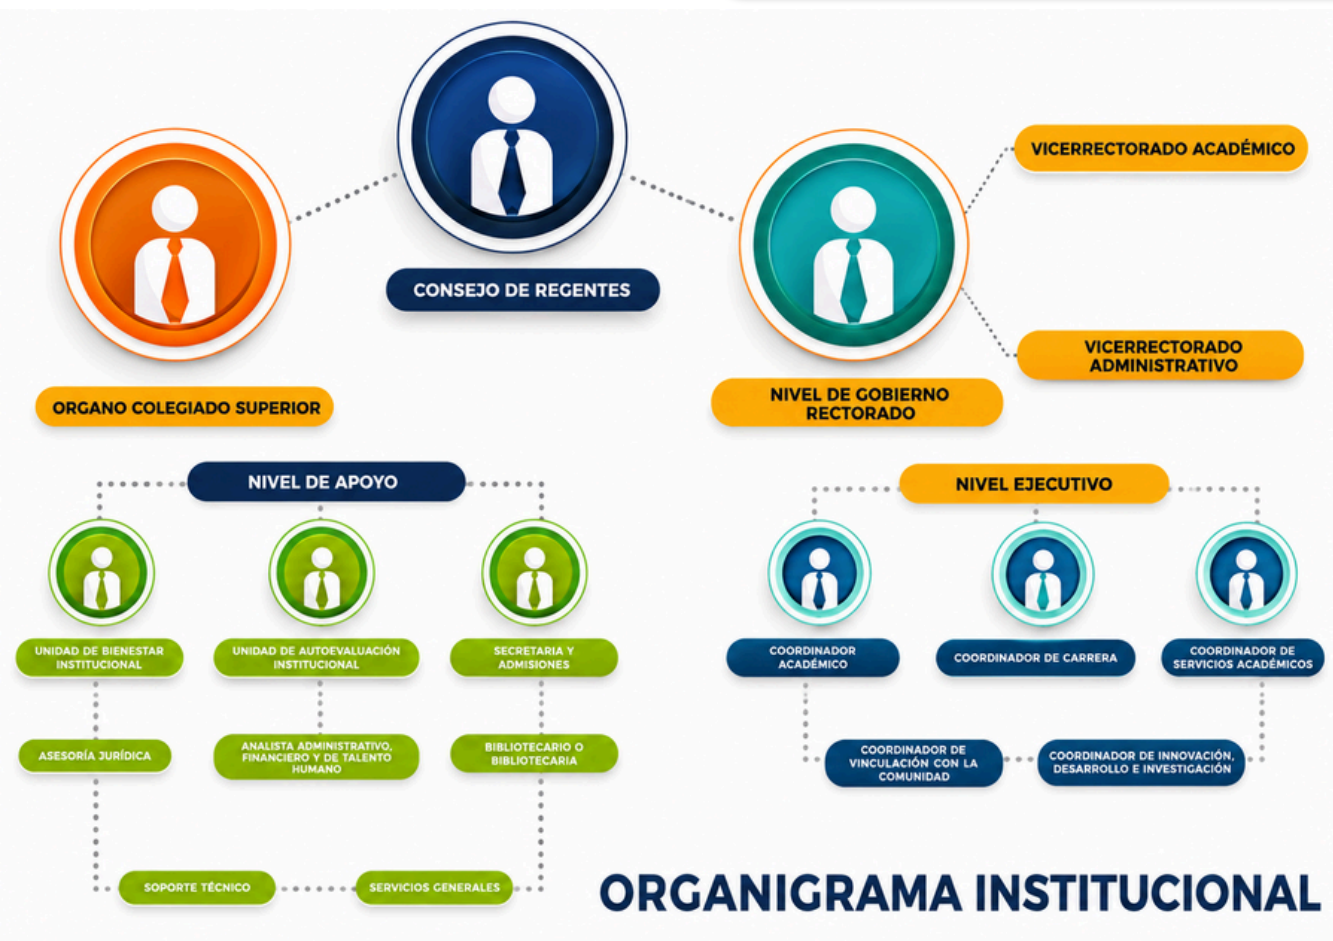 CONSEJO DE REGENTES
ORGANO COLEGIADO SUPERIOR
NIVEL DE GOBIERNO
RECTORADO
VICERRECTORADO ACADÉMICO
VICERRECTORADO
ADMINISTRATIVO
NIVEL DE APOYO
UNIDAD DE BIENESTAR
INSTITUCIONAL
UNIDAD DE AUTOEVALUACIÓN
INSTITUCIONAL
SECRETARIA Y
ADMISIONES
ASESORÍA JURÍDICA
ANALISTA ADMINISTRATIVO,
FINANCIERO Y DE TALENTO
HUMANO
BIBLIOTECARIO O
BIBLIOTECARIA
SOPORTE TÉCNICO
SERVICIOS GENERALES
NIVEL EJECUTIVO
COORDINADOR
ACADÉMICO
COORDINADOR DE CARRERA
COORDINADOR DE
SERVICIOS ACADÉMICOS
COORDINADOR DE
VINCULACIÓN CON LA
COMUNIDAD
COORDINADOR DE INNOVACIÓN,
DESARROLLO E INVESTIGACIÓN
ORGANIGRAMA INSTITUCIONAL